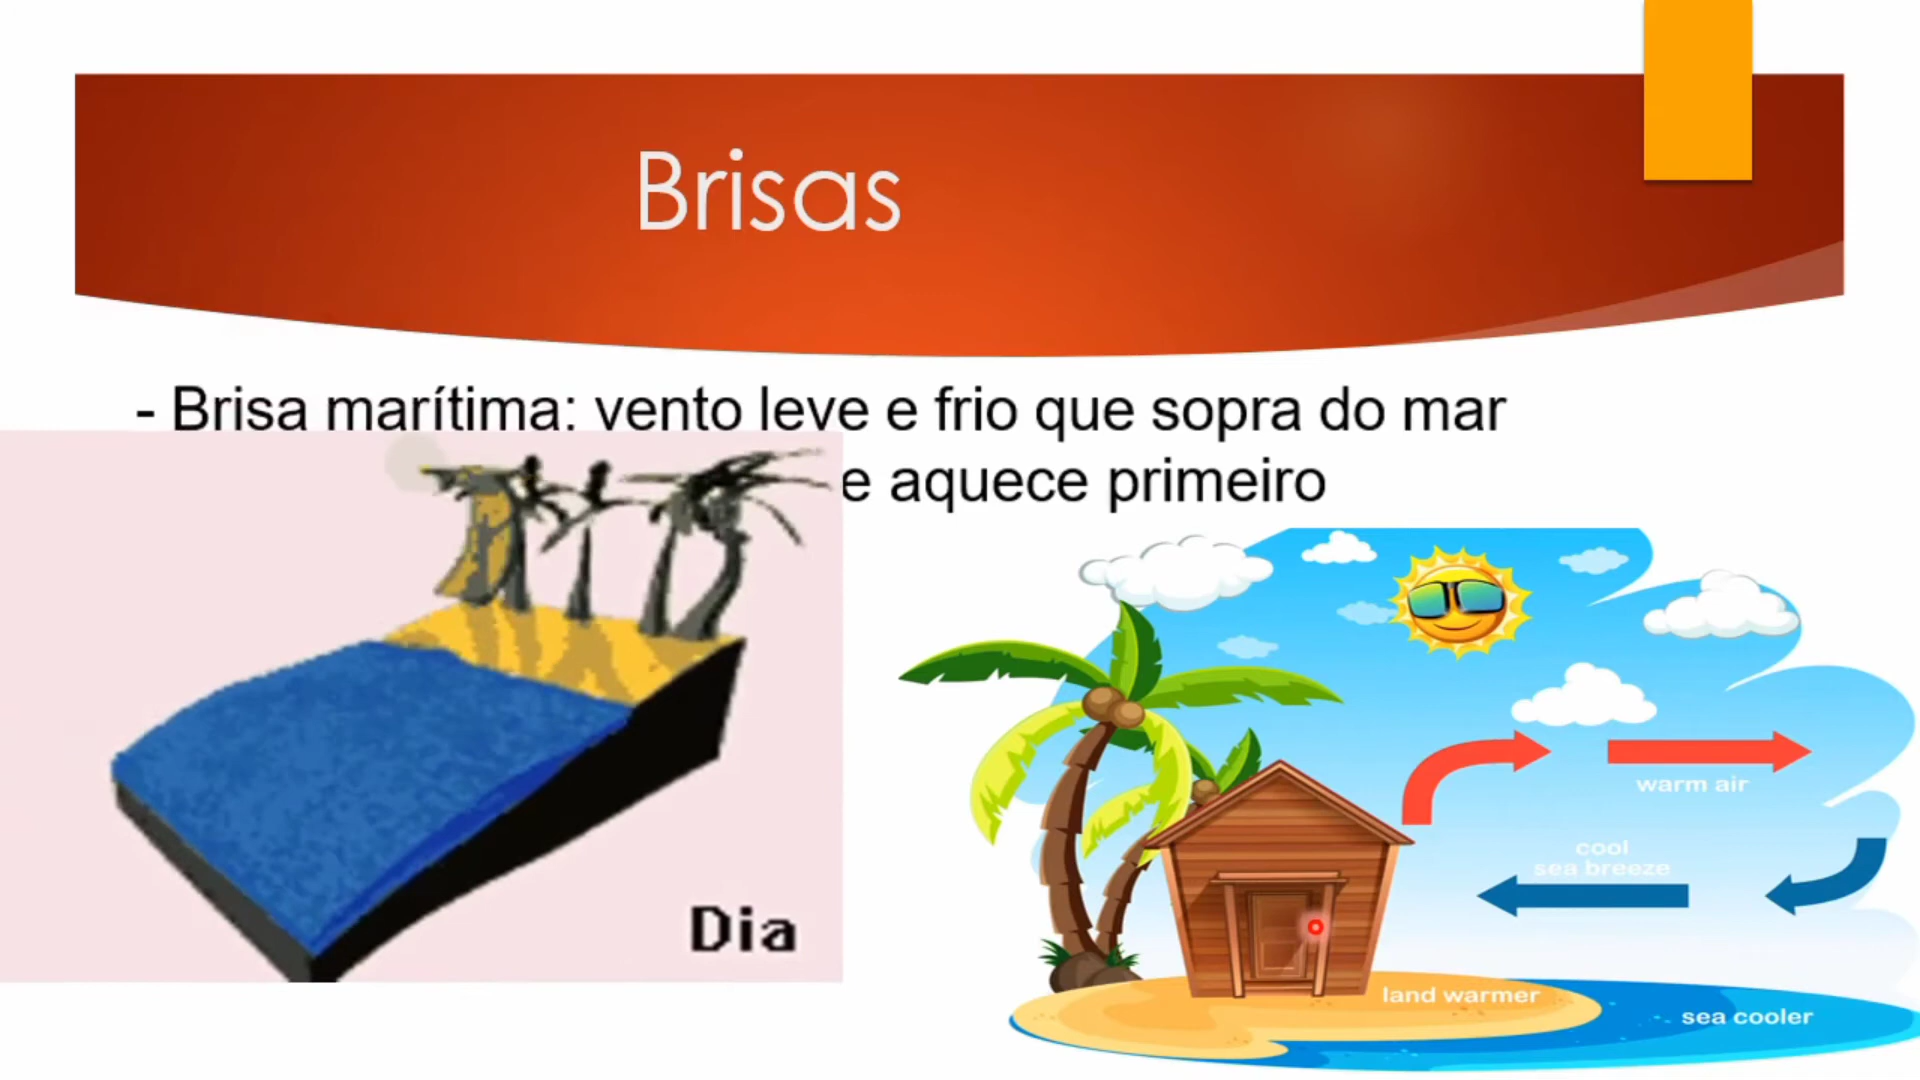 Brisas
- Brisa marítima: vento leve e frio que sopra do mar
e aquece primeiro
Dia
warm air
cool
sea breeze
land warmer
sea cooler